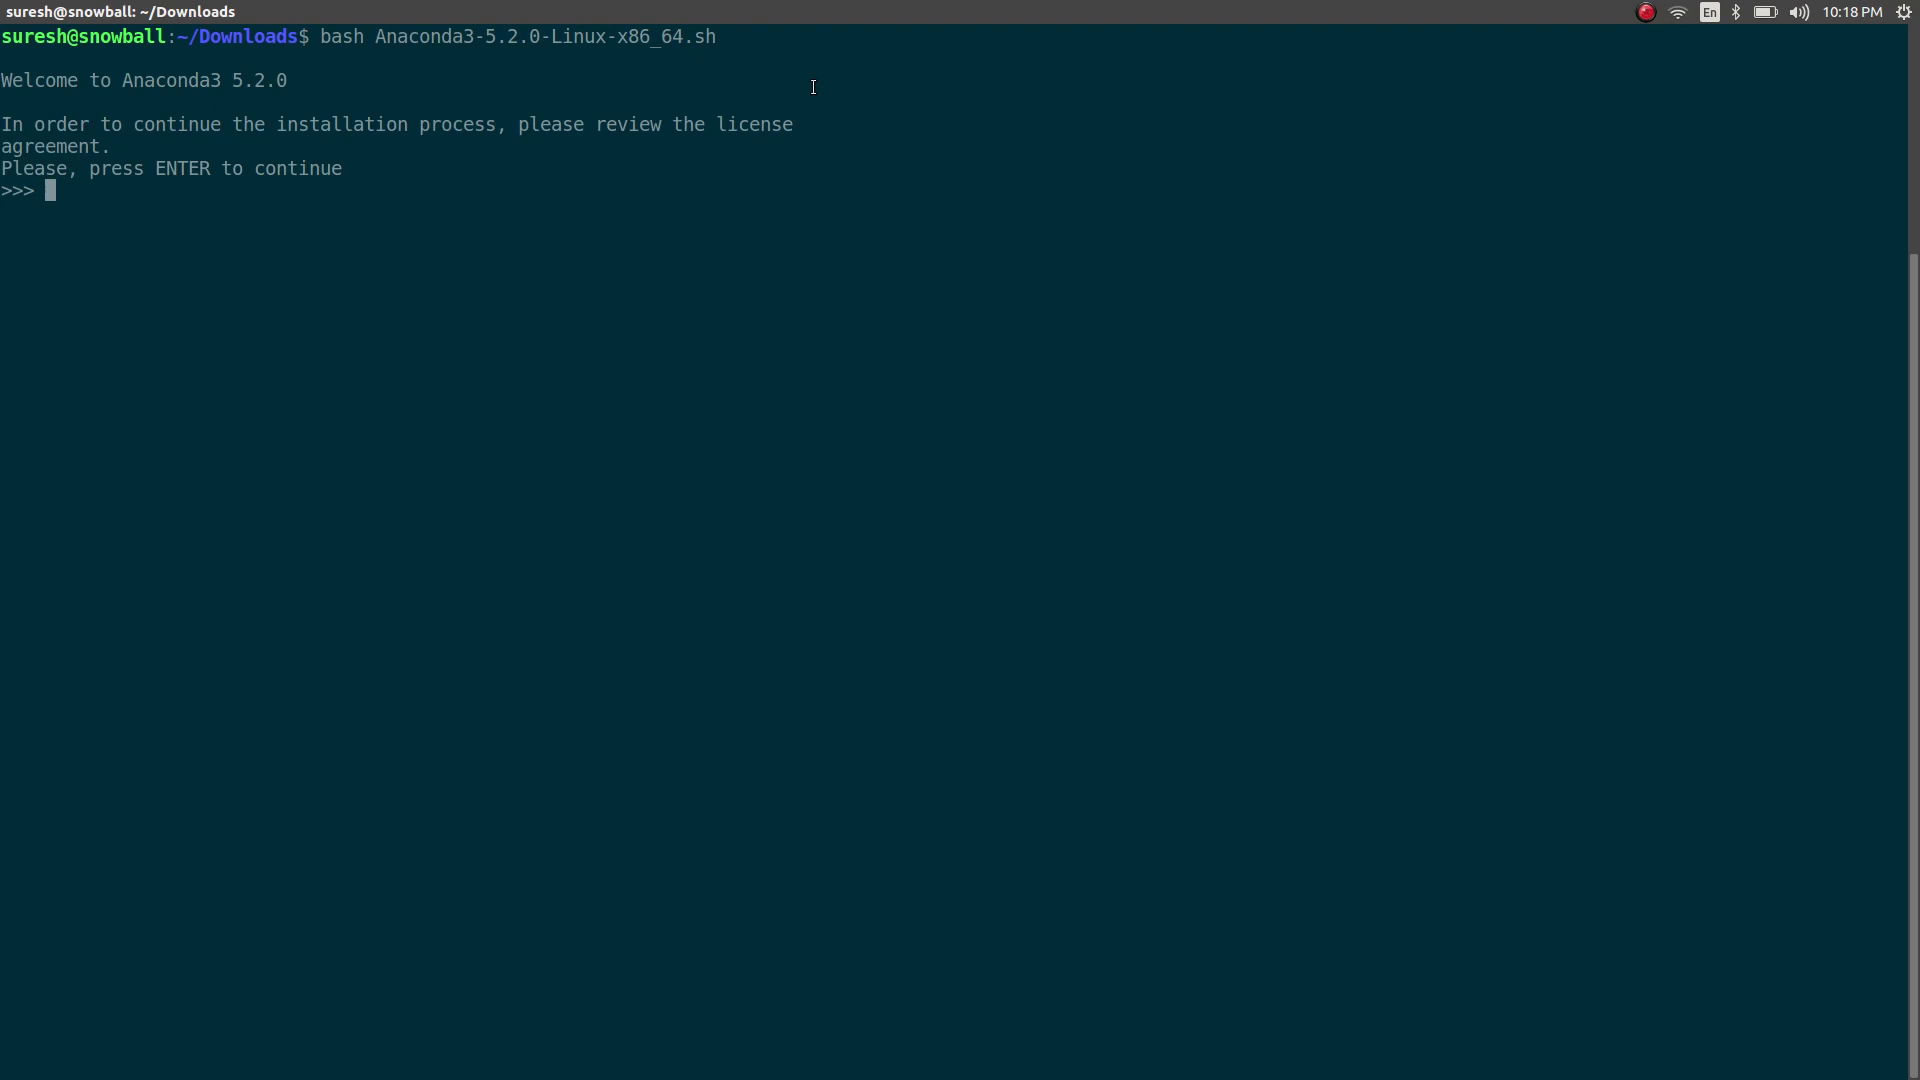 suresh@snowball: ~/Downloads
En
10:18 PM
suresh@snowball:~/Downloads$ bash Anaconda3-5.2.0-Linux-x86_64.sh
Welcome to Anaconda3 5.2.0
In order to continue the installation process, please review the license
agreement.
Please, press ENTER to continue
>>>